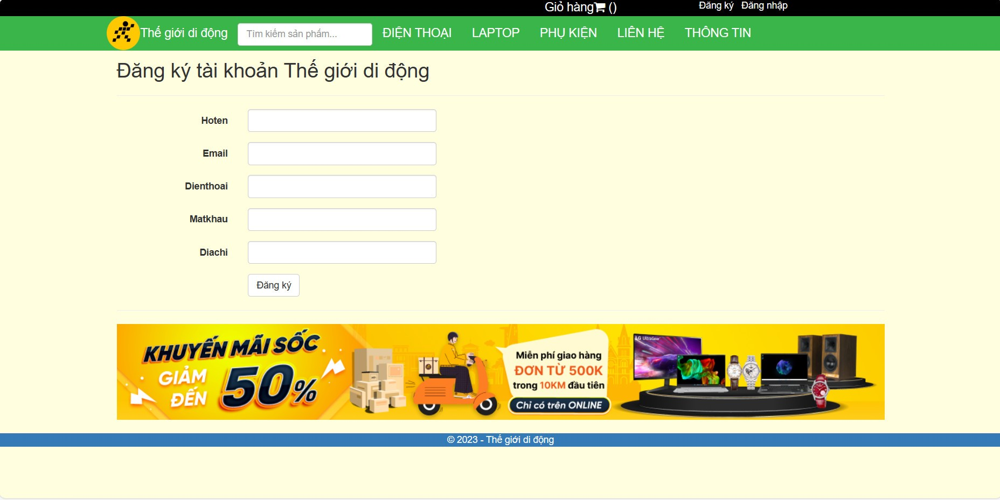 Giỏ hàng ()
Đăng ký Đăng nhập
Thế giới di động
Tìm kiếm sản phẩm...
ĐIỆN THOẠI LAPTOP PHỤ KIỆN LIÊN HỆ THÔNG TIN
Đăng ký tài khoản Thế giới di động
Hoten
Email
Dienthoai
Matkhau
Diachi
Đăng ký
KHUYẾN MÃI SỐC
GIẢM ĐẾN 50%
Miễn phí giao hàng
ĐƠN TỪ 500K
trong 10KM đầu tiên
Chỉ có trên ONLINE
LG UltraGear
© 2023 - Thế giới di động